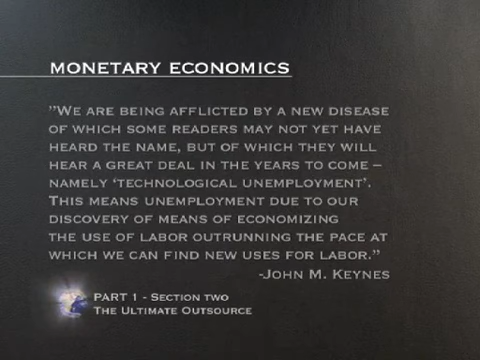 MONETARY ECONOMICS
"WE ARE BEING AFFLICTED BY A NEW DISEASE
OF WHICH SOME READERS MAY NOT YET HAVE
HEARD THE NAME, BUT OF WHICH THEY WILL
HEAR A GREAT DEAL IN THE YEARS TO COME –
NAMELY ‘TECHNOLOGICAL UNEMPLOYMENT’.
THIS MEANS UNEMPLOYMENT DUE TO OUR
DISCOVERY OF MEANS OF ECONOMIZING
THE USE OF LABOR OUTRUNNING THE PACE AT
WHICH WE CAN FIND NEW USES FOR LABOR."
-JOHN M. KEYNES
PART 1 - SECTION TWO
THE ULTIMATE OUTSOURCE